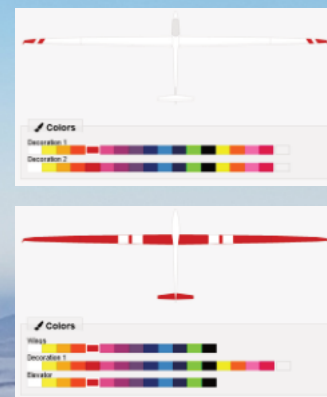 Colors
Decoration 1
Decoration 2
Colors
Wings
Decoration 1
Elevator